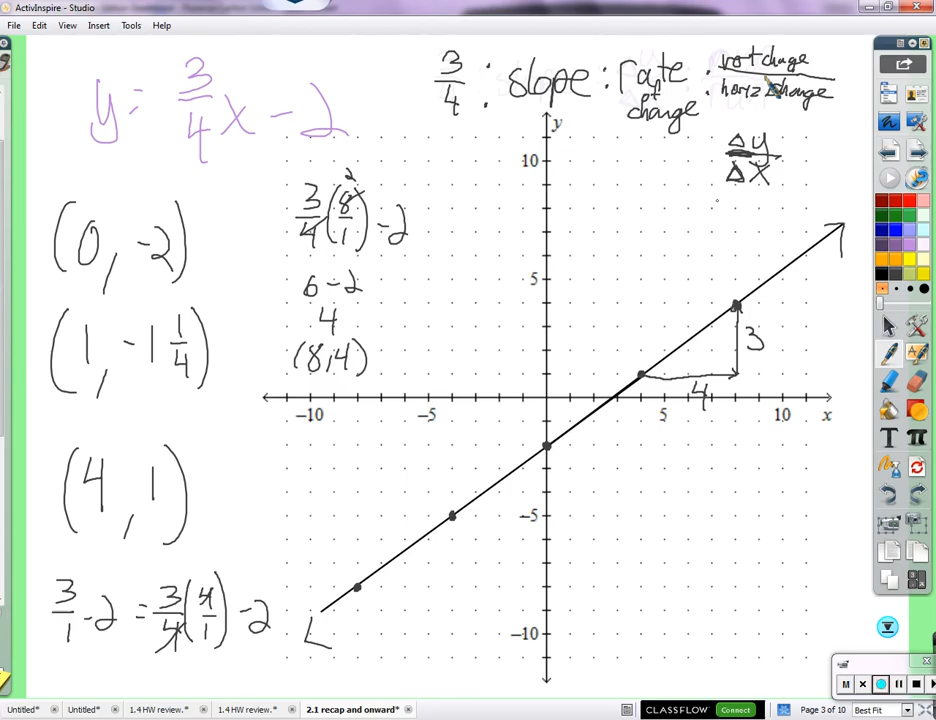 ActivInspire - Studio
File Edit View Insert Tools Help
y = 3/4 x - 2
3/4 : slope : rate of change : vert change / horiz change
Δy / Δx
(0, -2)
(1, -1 1/4)
(4, 1)
3/1 - 2 = 3/4 (4/1) - 2
3/4 (8/1) - 2
2
6 - 2
4
(8, 4)
y
10
5
-10 -5 5 10 x
-5
-10
3
4
M
Untitled* Untitled* 1.4 HW review.* 1.4 HW review.* 2.1 recap and onward* CLASSFLOW Connect Page 3 of 10 Best Fit